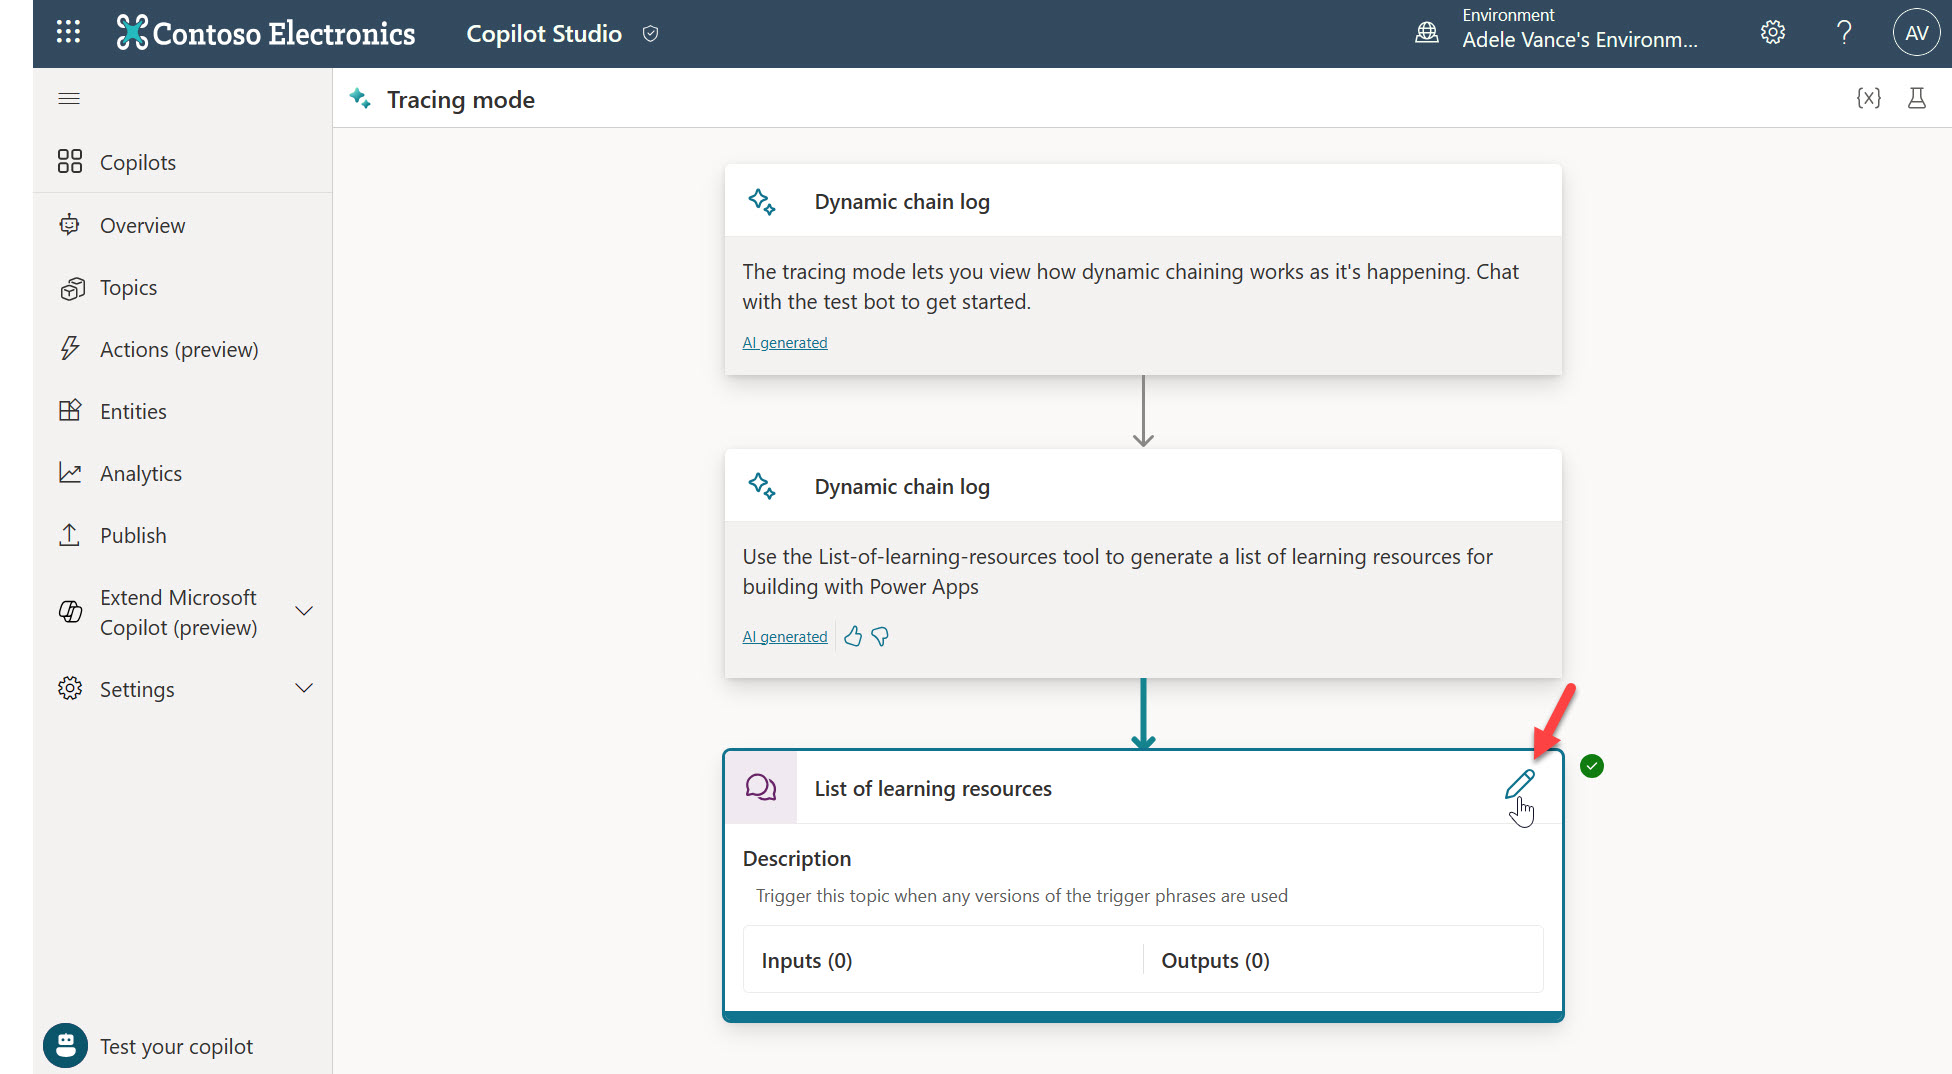 Contoso Electronics
Copilot Studio
Environment
Adele Vance's Environm...
?
AV
Tracing mode
{x}
Copilots
Overview
Topics
Actions (preview)
Entities
Analytics
Publish
Extend Microsoft
Copilot (preview)
Settings
Test your copilot
Dynamic chain log
The tracing mode lets you view how dynamic chaining works as it's happening. Chat
with the test bot to get started.
AI generated
Dynamic chain log
Use the List-of-learning-resources tool to generate a list of learning resources for
building with Power Apps
AI generated
List of learning resources
Description
Trigger this topic when any versions of the trigger phrases are used
Inputs (0)
Outputs (0)